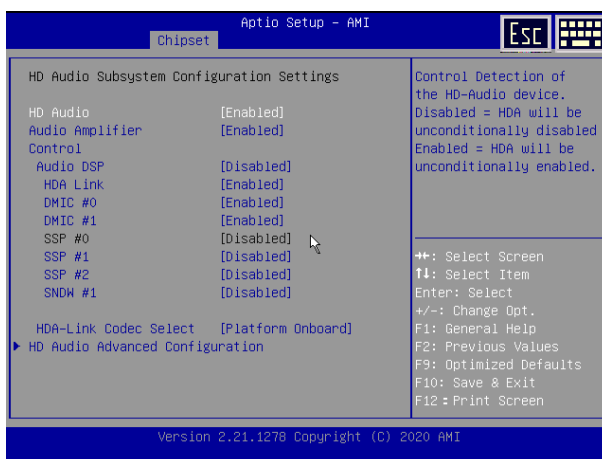 Aptio Setup - AMI
Chipset
Esc
HD Audio Subsystem Configuration Settings
HD Audio [Enabled]
Audio Amplifier [Enabled]
Control
Audio DSP [Disabled]
HDA Link [Enabled]
DMIC #0 [Enabled]
DMIC #1 [Enabled]
SSP #0 [Disabled]
SSP #1 [Disabled]
SSP #2 [Disabled]
SNDW #1 [Disabled]
HDA-Link Codec Select [Platform Onboard]
HD Audio Advanced Configuration
Control Detection of
the HD-Audio device.
Disabled = HDA will be
unconditionally disabled
Enabled = HDA will be
unconditionally enabled.
→←: Select Screen
↑↓: Select Item
Enter: Select
+/-: Change Opt.
F1: General Help
F2: Previous Values
F9: Optimized Defaults
F10: Save & Exit
F12 : Print Screen
Version 2.21.1278 Copyright (C) 2020 AMI